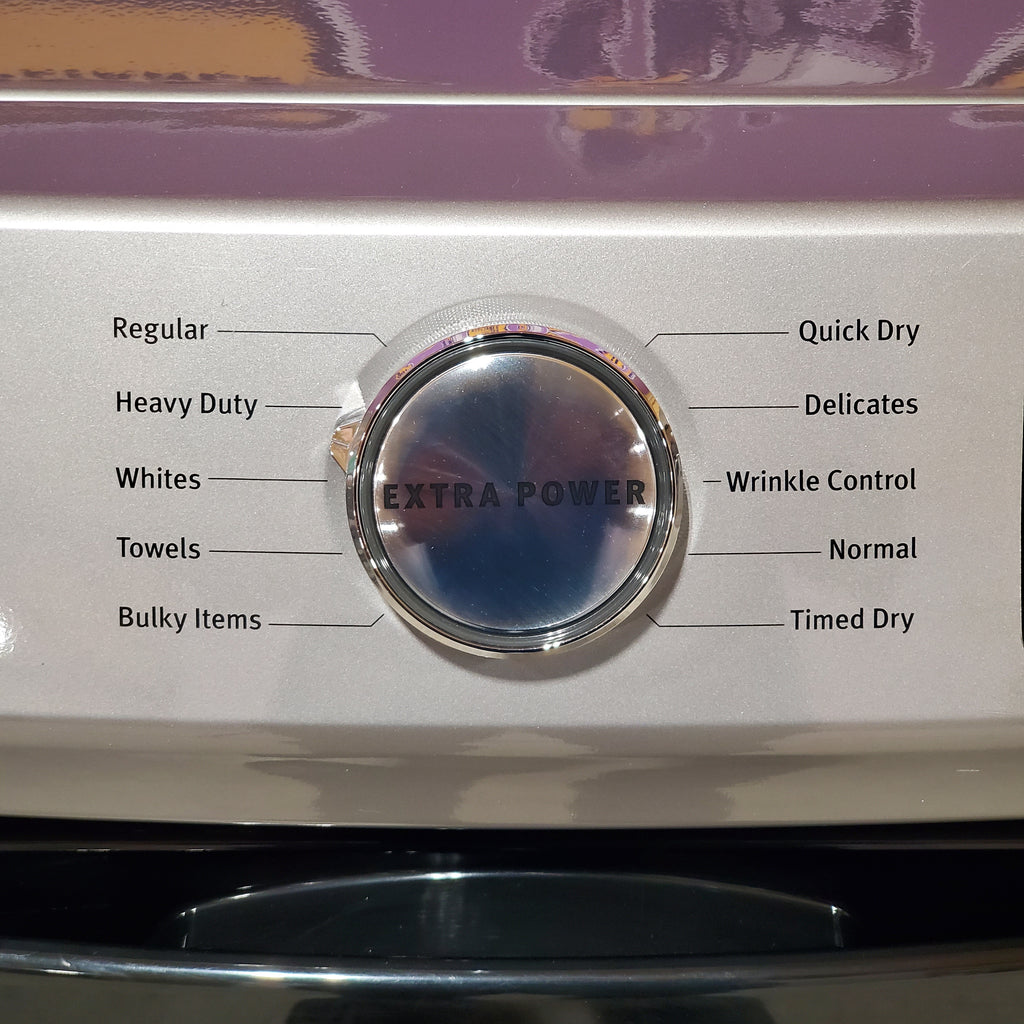 Regular
Heavy Duty
Whites
Towels
Bulky Items
EXTRA POWER
Quick Dry
Delicates
Wrinkle Control
Normal
Timed Dry